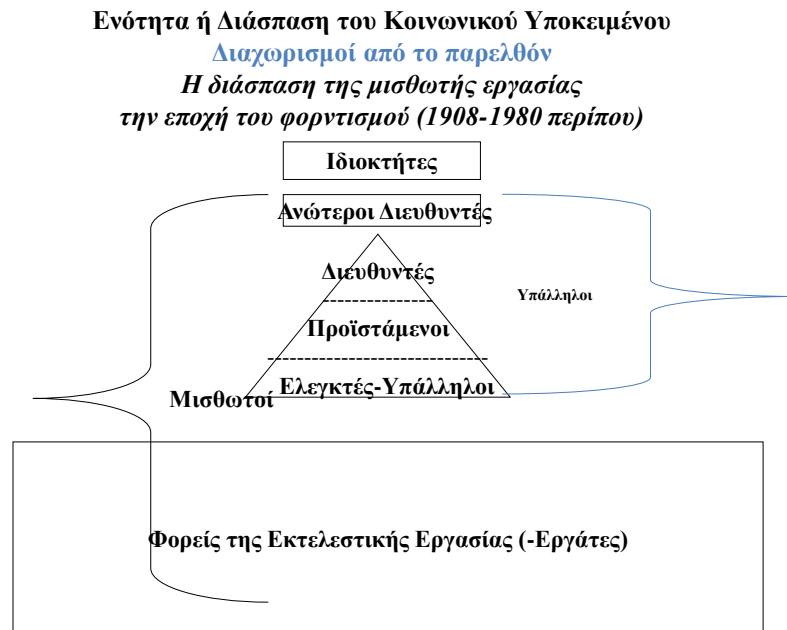 Ενότητα ή Διάσπαση του Κοινωνικού Υποκειμένου
Διαχωρισμοί από το παρελθόν
Η διάσπαση της μισθωτής εργασίας
την εποχή του φορντισμού (1908-1980 περίπου)
Ιδιοκτήτες
Ανώτεροι Διευθυντές
Διευθυντές
Υπάλληλοι
Προϊστάμενοι
Ελεγκτές-Υπάλληλοι
Μισθωτοί
Φορείς της Εκτελεστικής Εργασίας (-Εργάτες)